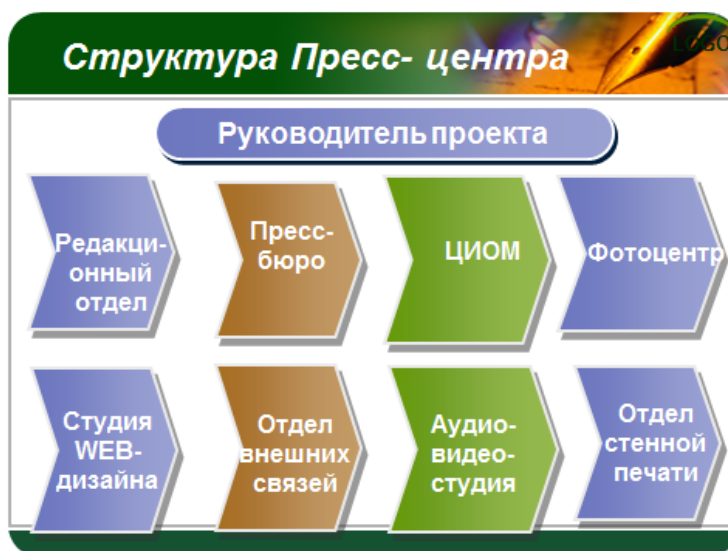 Структура Пресс- центра
LOGO
Руководитель проекта
Редакци-
онный
отдел
Пресс-
бюро
ЦИОМ
Фотоцентр
Студия
WEB-
дизайна
Отдел
внешних
связей
Аудио-
видео-
студия
Отдел
стенной
печати